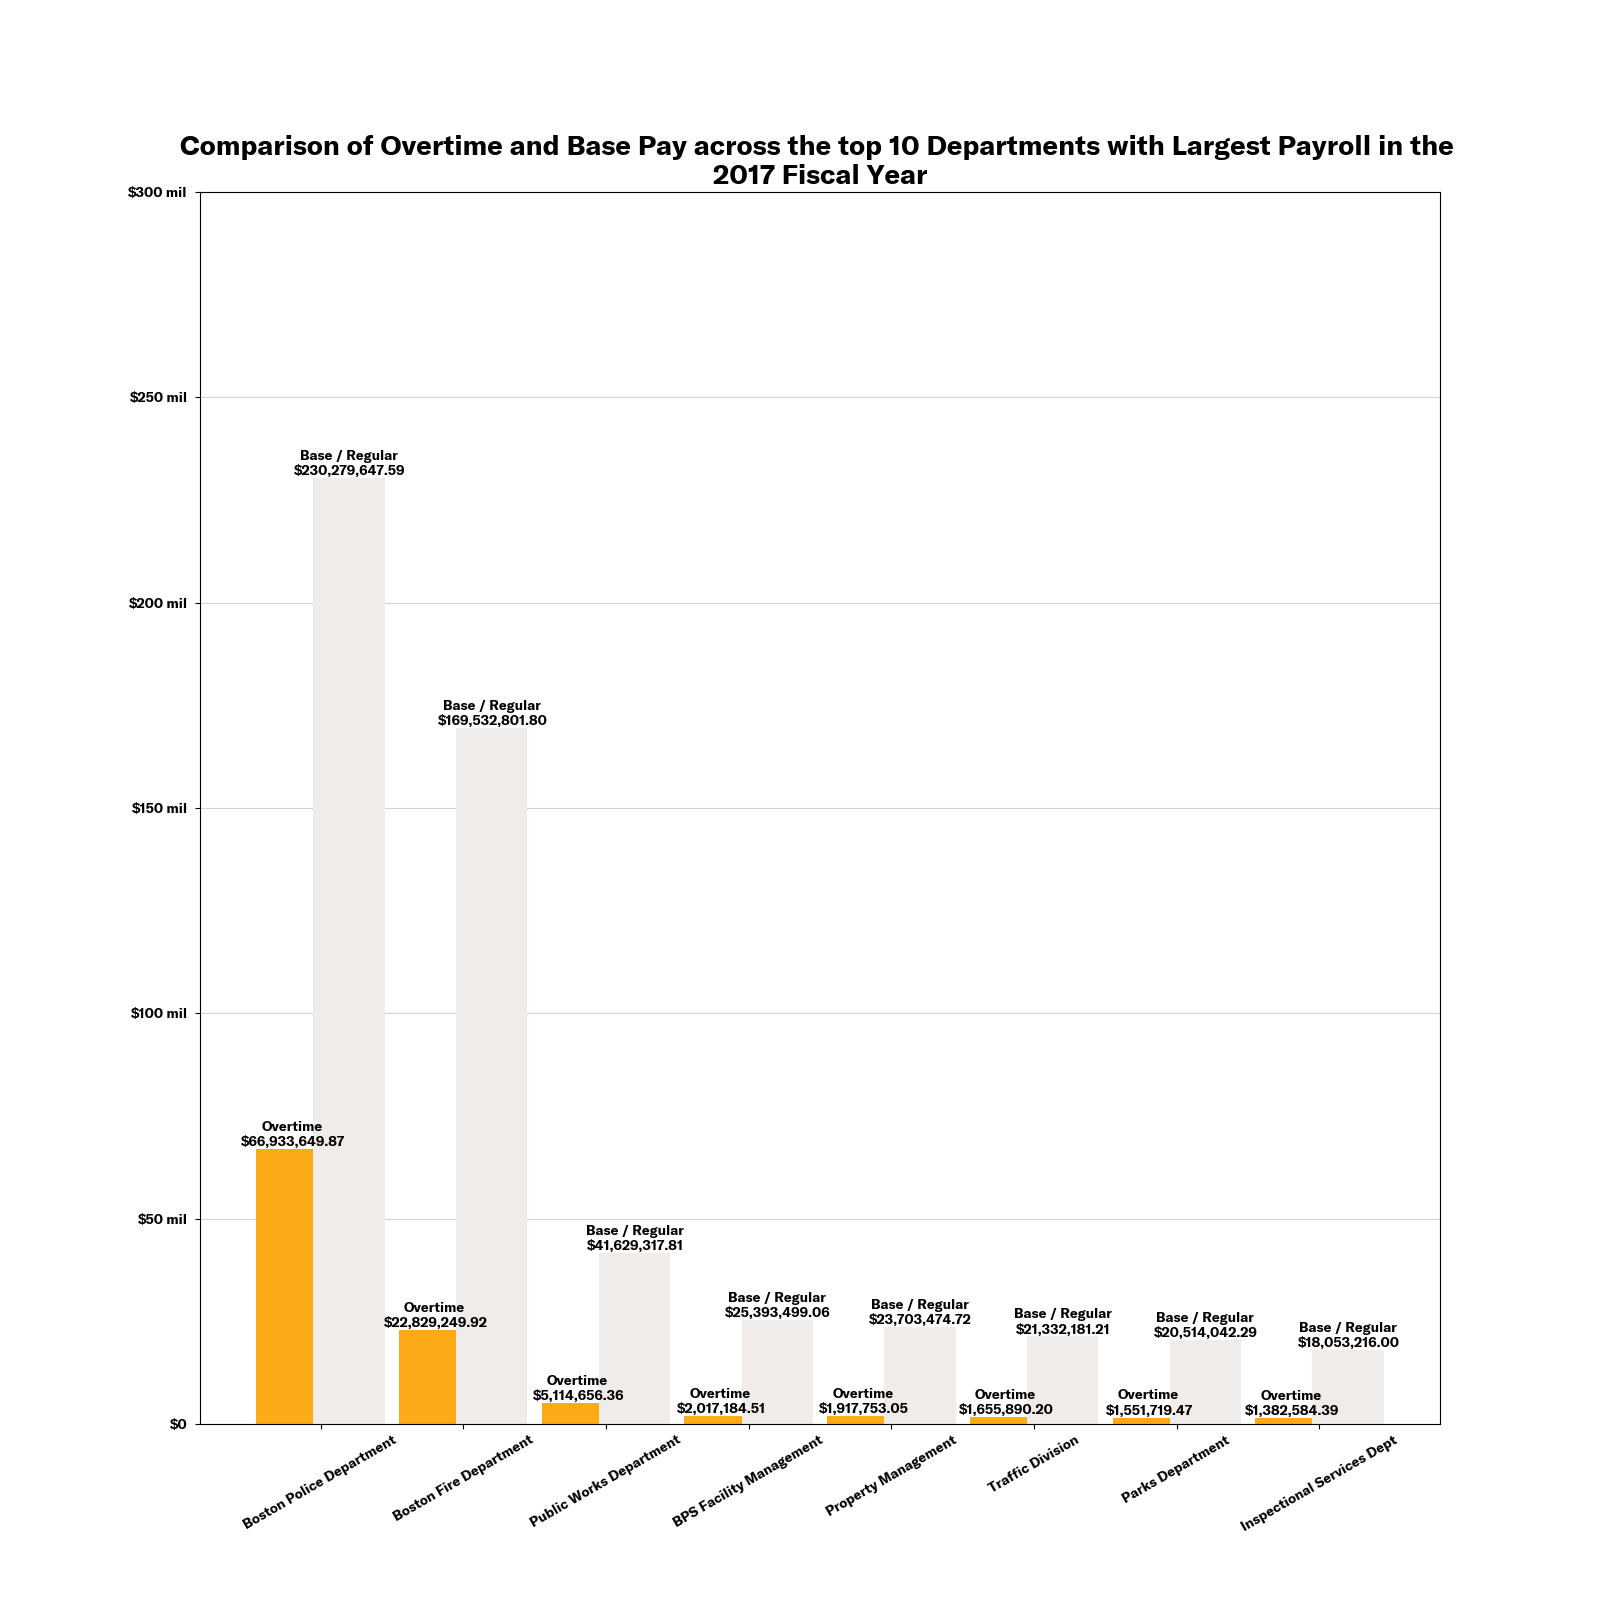 Comparison of Overtime and Base Pay across the top 10 Departments with Largest Payroll in the
2017 Fiscal Year
$300 mil
$250 mil
$200 mil
$150 mil
$100 mil
$50 mil
$0
Base / Regular
$230,279,647.59
Overtime
$66,933,649.87
Base / Regular
$169,532,801.80
Overtime
$22,829,249.92
Base / Regular
$41,629,317.81
Overtime
$5,114,656.36
Base / Regular
$25,393,499.06
Overtime
$2,017,184.51
Base / Regular
$23,703,474.72
Overtime
$1,917,753.05
Base / Regular
$21,332,181.21
Overtime
$1,655,890.20
Base / Regular
$20,514,042.29
Overtime
$1,551,719.47
Base / Regular
$18,053,216.00
Overtime
$1,382,584.39
Boston Police Department
Boston Fire Department
Public Works Department
BPS Facility Management
Property Management
Traffic Division
Parks Department
Inspectional Services Dept